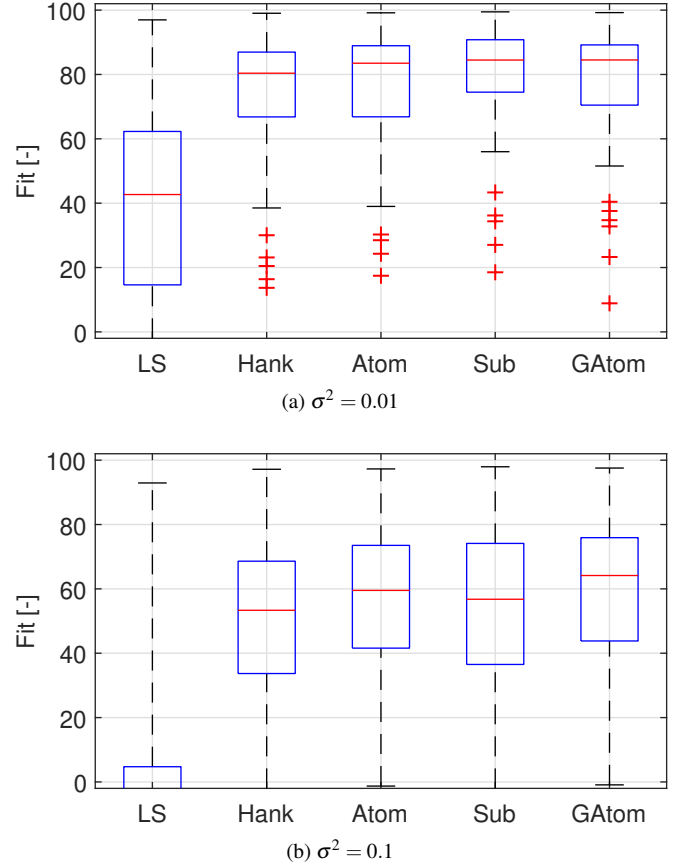 100
80
60
40
20
0
Fit [-]
LS Hank Atom Sub GAtom
(a) σ² = 0.01
100
80
60
40
20
0
Fit [-]
LS Hank Atom Sub GAtom
(b) σ² = 0.1